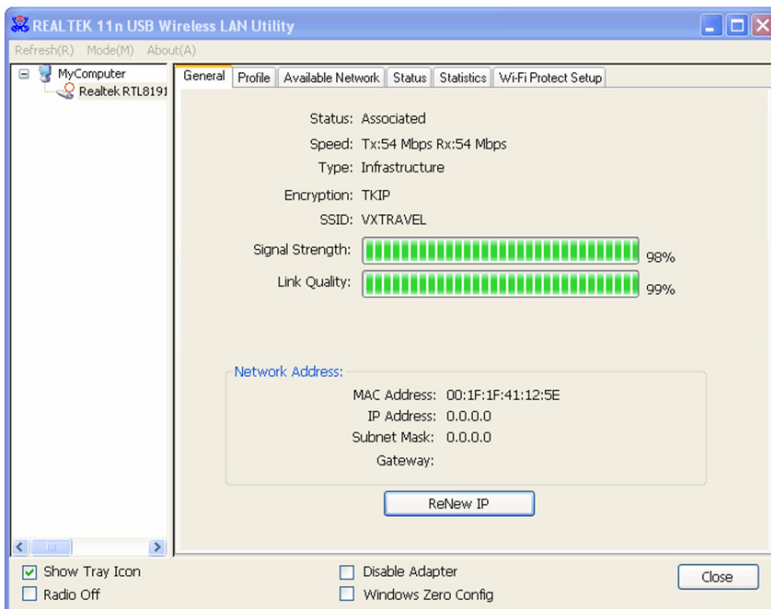 REALTEK 11n USB Wireless LAN Utility
Refresh(R) Mode(M) About(A)
MyComputer
Realtek RTL8191
General Profile Available Network Status Statistics Wi-Fi Protect Setup
Status: Associated
Speed: Tx:54 Mbps Rx:54 Mbps
Type: Infrastructure
Encryption: TKIP
SSID: VXTRAVEL
Signal Strength: 98%
Link Quality: 99%
Network Address:
MAC Address: 00:1F:1F:41:12:5E
IP Address: 0.0.0.0
Subnet Mask: 0.0.0.0
Gateway:
ReNew IP
Show Tray Icon Disable Adapter Close
Radio Off Windows Zero Config